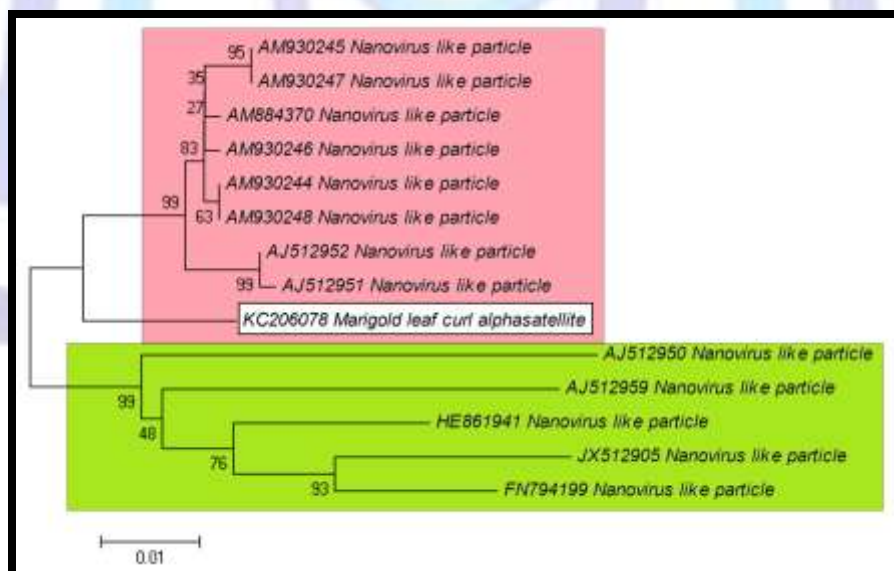 95
AM930245 Nanovirus like particle
35
AM930247 Nanovirus like particle
27
AM884370 Nanovirus like particle
83
AM930246 Nanovirus like particle
AM930244 Nanovirus like particle
99
63
AM930248 Nanovirus like particle
AJ512952 Nanovirus like particle
99
AJ512951 Nanovirus like particle
KC206078 Marigold leaf curl alphasatellite
AJ512950 Nanovirus like particle
99
AJ512959 Nanovirus like particle
48
HE861941 Nanovirus like particle
76
JX512905 Nanovirus like particle
93
FN794199 Nanovirus like particle
0.01